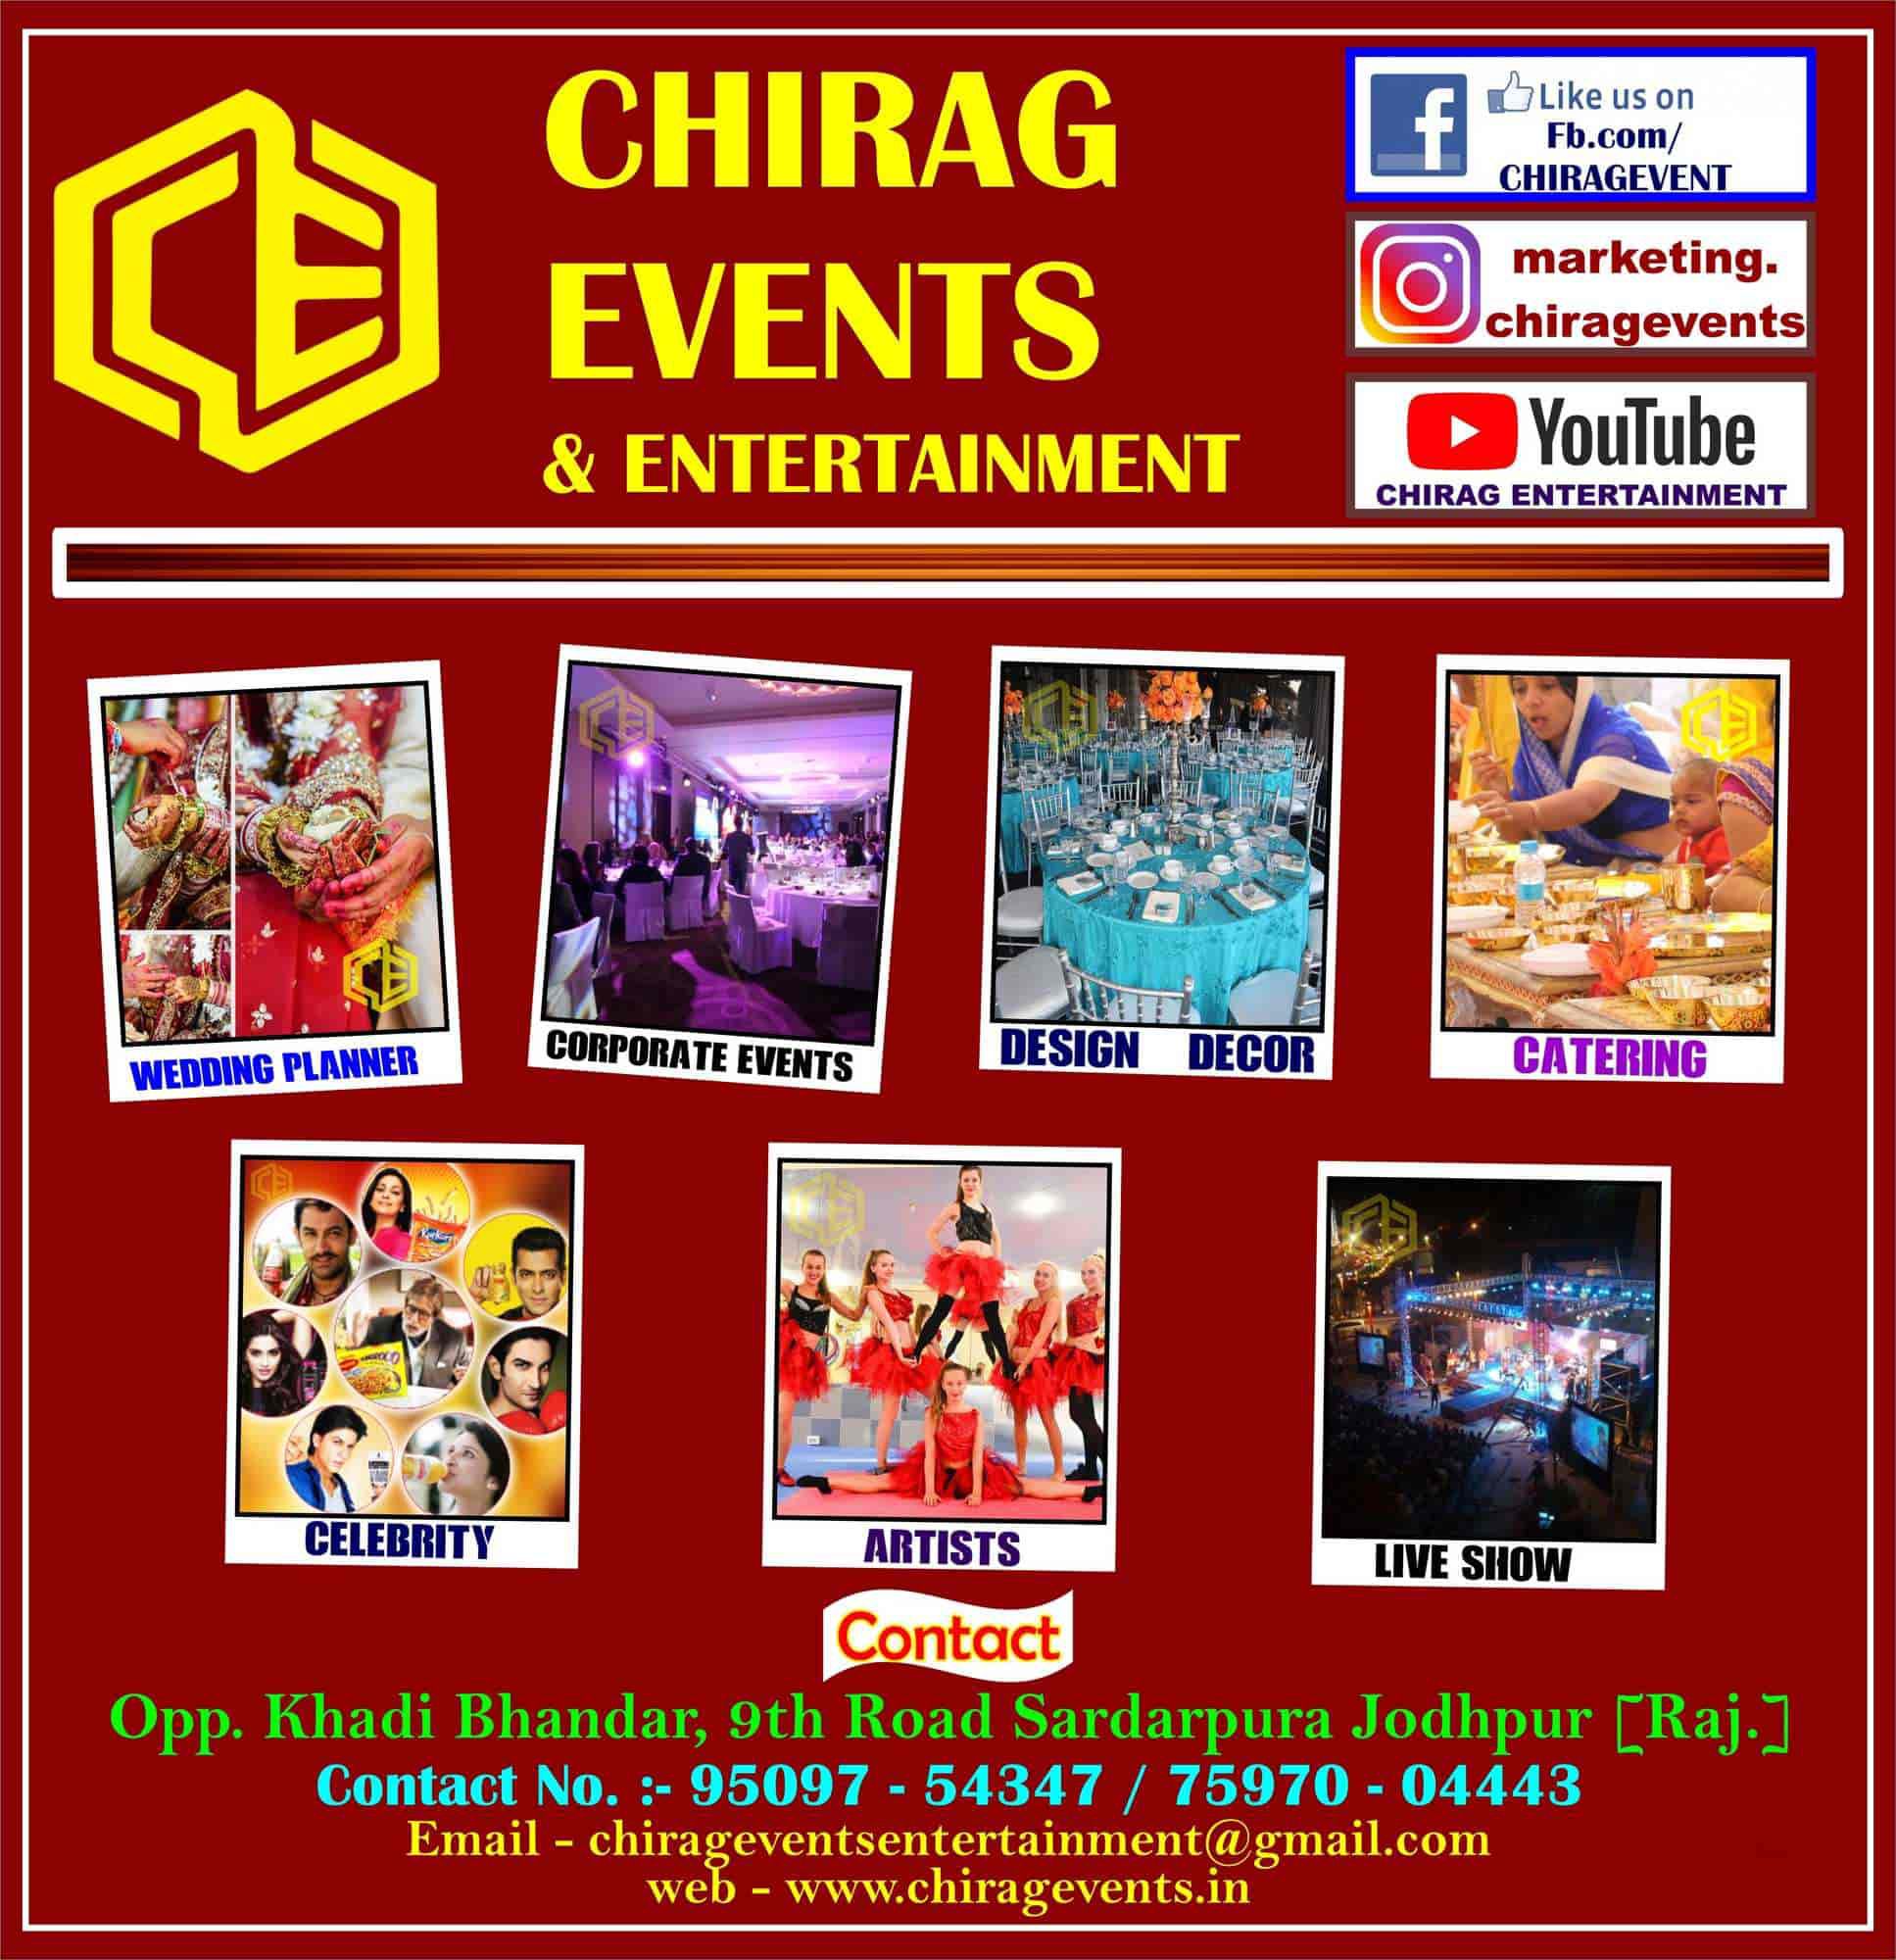 CHIRAG
EVENTS
& ENTERTAINMENT
Like us on
Fb.com/
CHIRAGEVENT
marketing.
chiragevents
YouTube
CHIRAG ENTERTAINMENT
WEDDING PLANNER
CORPORATE EVENTS
DESIGN DECOR
CATERING
CELEBRITY
ARTISTS
LIVE SHOW
Contact
Opp. Khadi Bhandar, 9th Road Sardarpura Jodhpur [Raj.]
Contact No. :- 95097 - 54347 / 75970 - 04443
Email - chirageventsentertainment@gmail.com
web - www.chiragevents.in